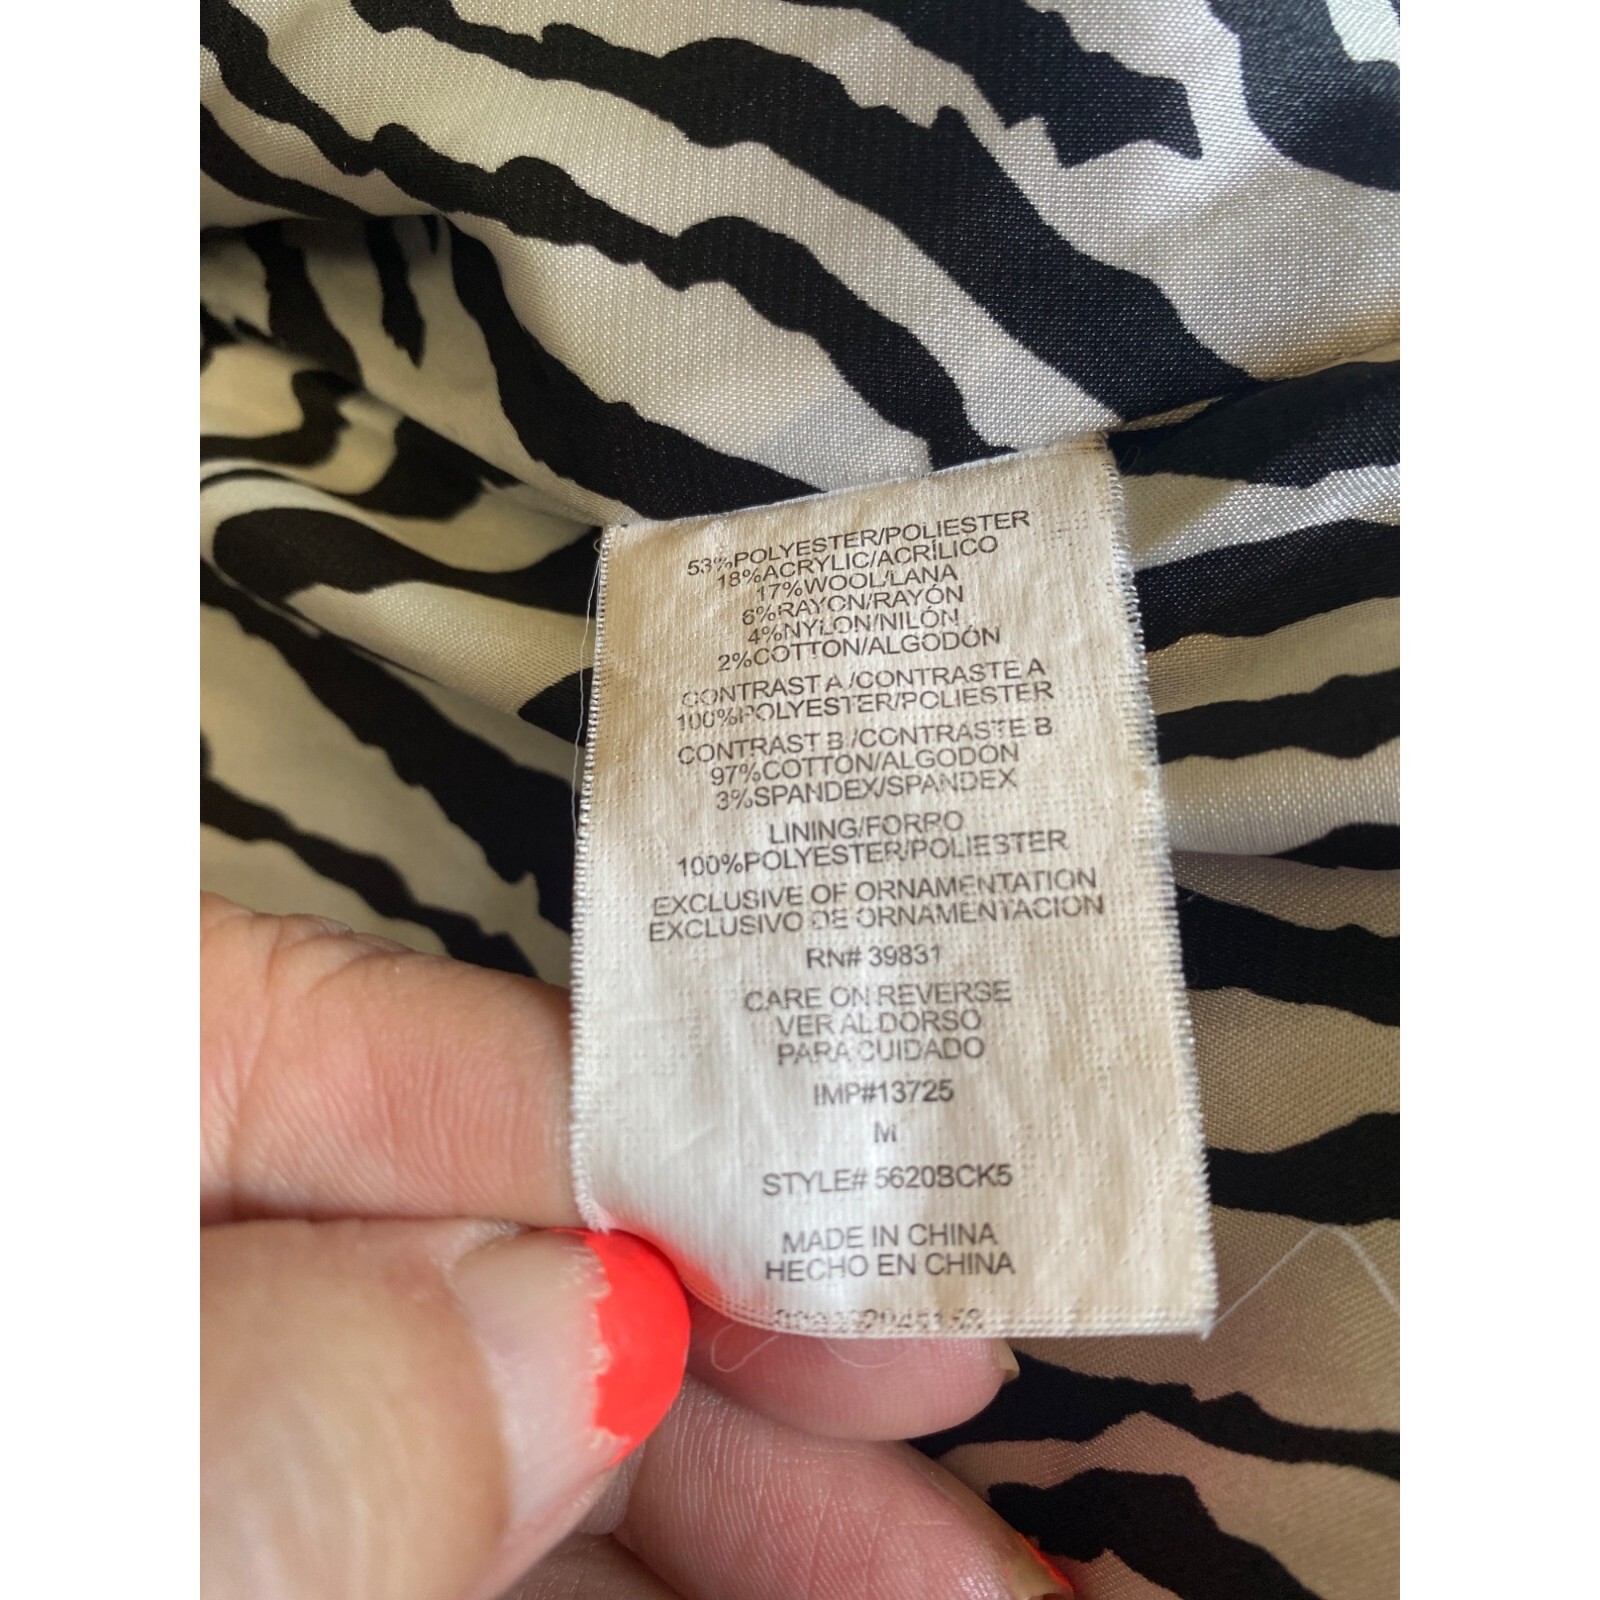 53%POLYESTER/POLIESTER
18%ACRYLIC/ACRÍLICO
17%WOOL/LANA
6%RAYON/RAYÓN
4%NYLON/NILÓN
2%COTTON/ALGODÓN
CONTRAST A /CONTRASTE A
100%POLYESTER/POLIESTER
CONTRAST B /CONTRASTE B
97%COTTON/ALGODÓN
3%SPANDEX/SPANDEX
LINING/FORRO
100%POLYESTER/POLIESTER
EXCLUSIVE OF ORNAMENTATION
EXCLUSIVO DE ORNAMENTACION
RN# 39831
CARE ON REVERSE
VER AL DORSO
PARA CUIDADO
IMP#13725
M
STYLE# 5620BCK5
MADE IN CHINA
HECHO EN CHINA